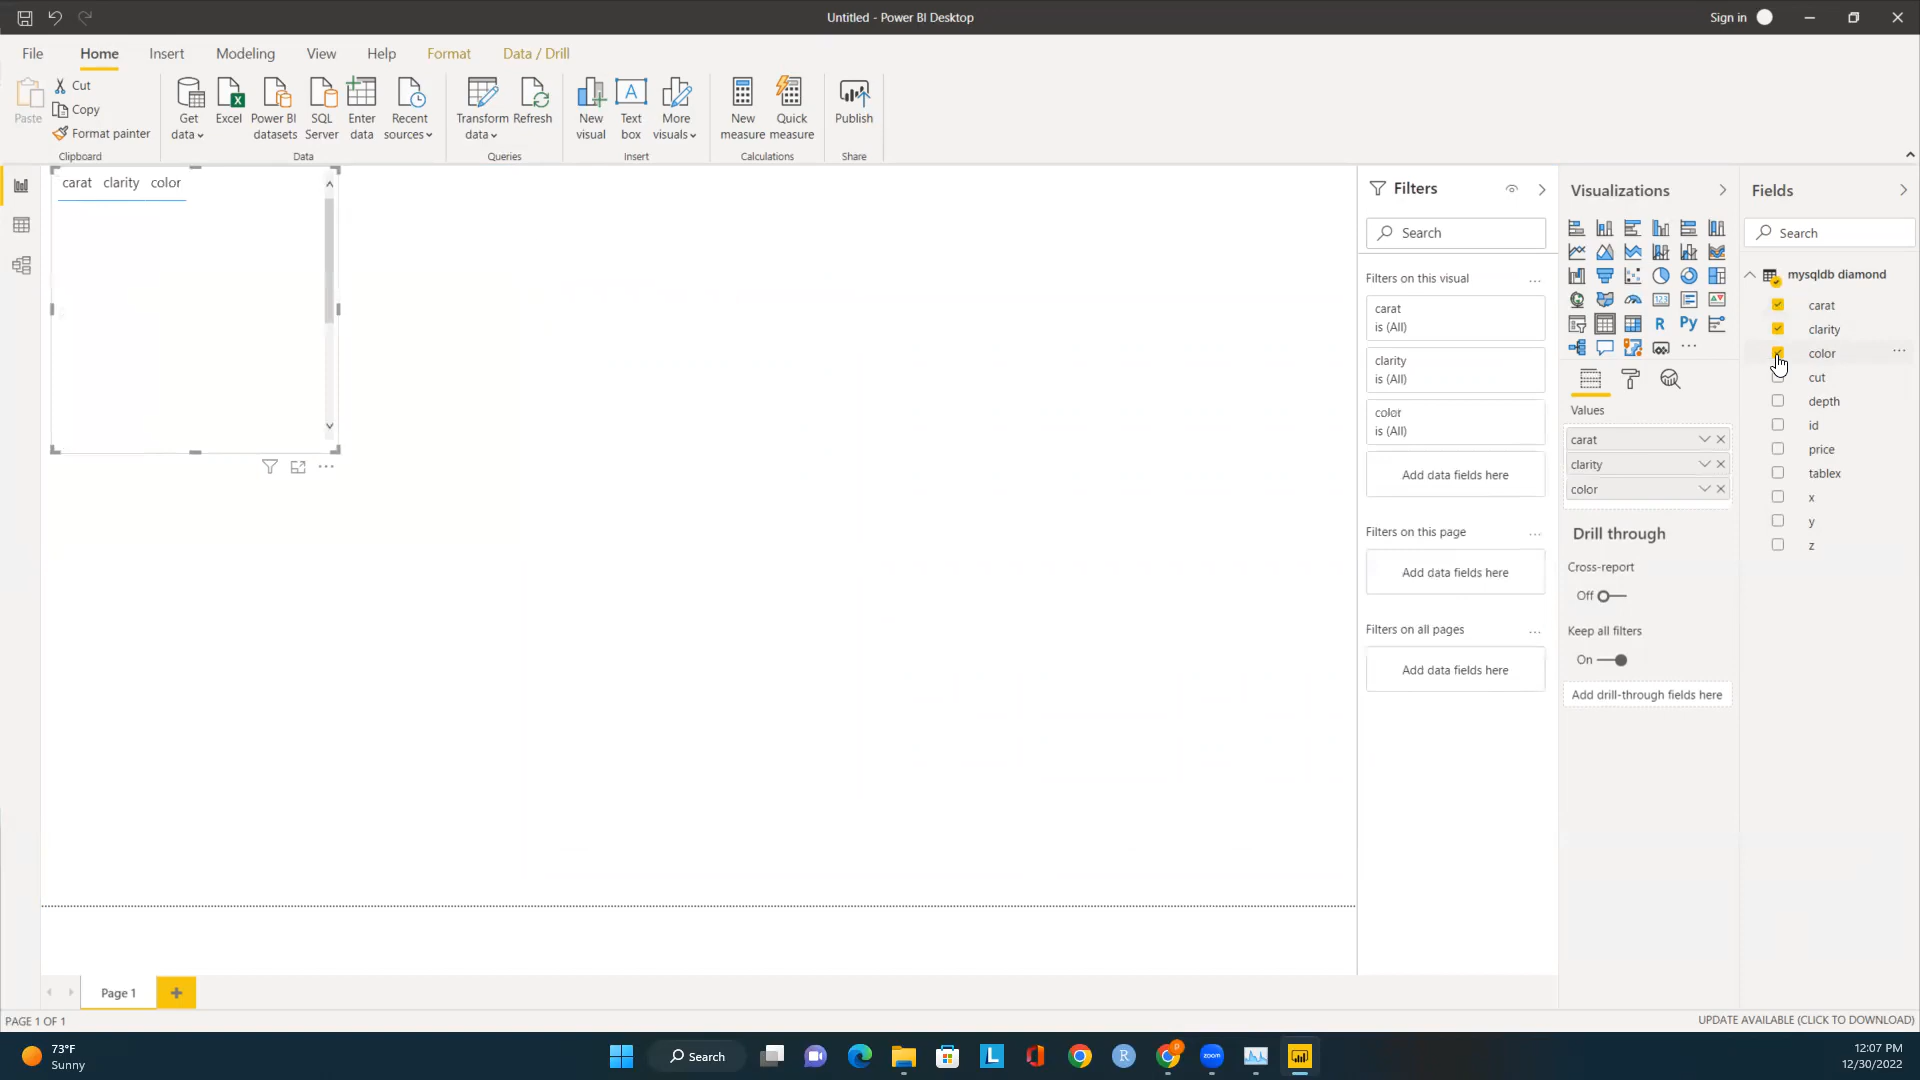 Untitled - Power BI Desktop
Sign in
File Home Insert Modeling View Help Format Data / Drill
Paste
Cut
Copy
Format painter
Clipboard
Get data
Excel
Power BI datasets
SQL Server
Enter data
Recent sources
Data
Transform data
Refresh
Queries
New visual
Text box
More visuals
Insert
New measure
Quick measure
Calculations
Publish
Share
carat clarity color
Filters
Search
Filters on this visual
carat
is (All)
clarity
is (All)
color
is (All)
Add data fields here
Filters on this page
Add data fields here
Filters on all pages
Add data fields here
Visualizations
123
R
Py
Values
carat
clarity
color
Drill through
Cross-report
Off
Keep all filters
On
Add drill-through fields here
Fields
Search
mysqldb diamond
carat
clarity
color
cut
depth
id
price
tablex
x
y
z
Page 1
PAGE 1 OF 1
UPDATE AVAILABLE (CLICK TO DOWNLOAD)
73°F
Sunny
Search
L
R
P
zoom
12:07 PM
12/30/2022